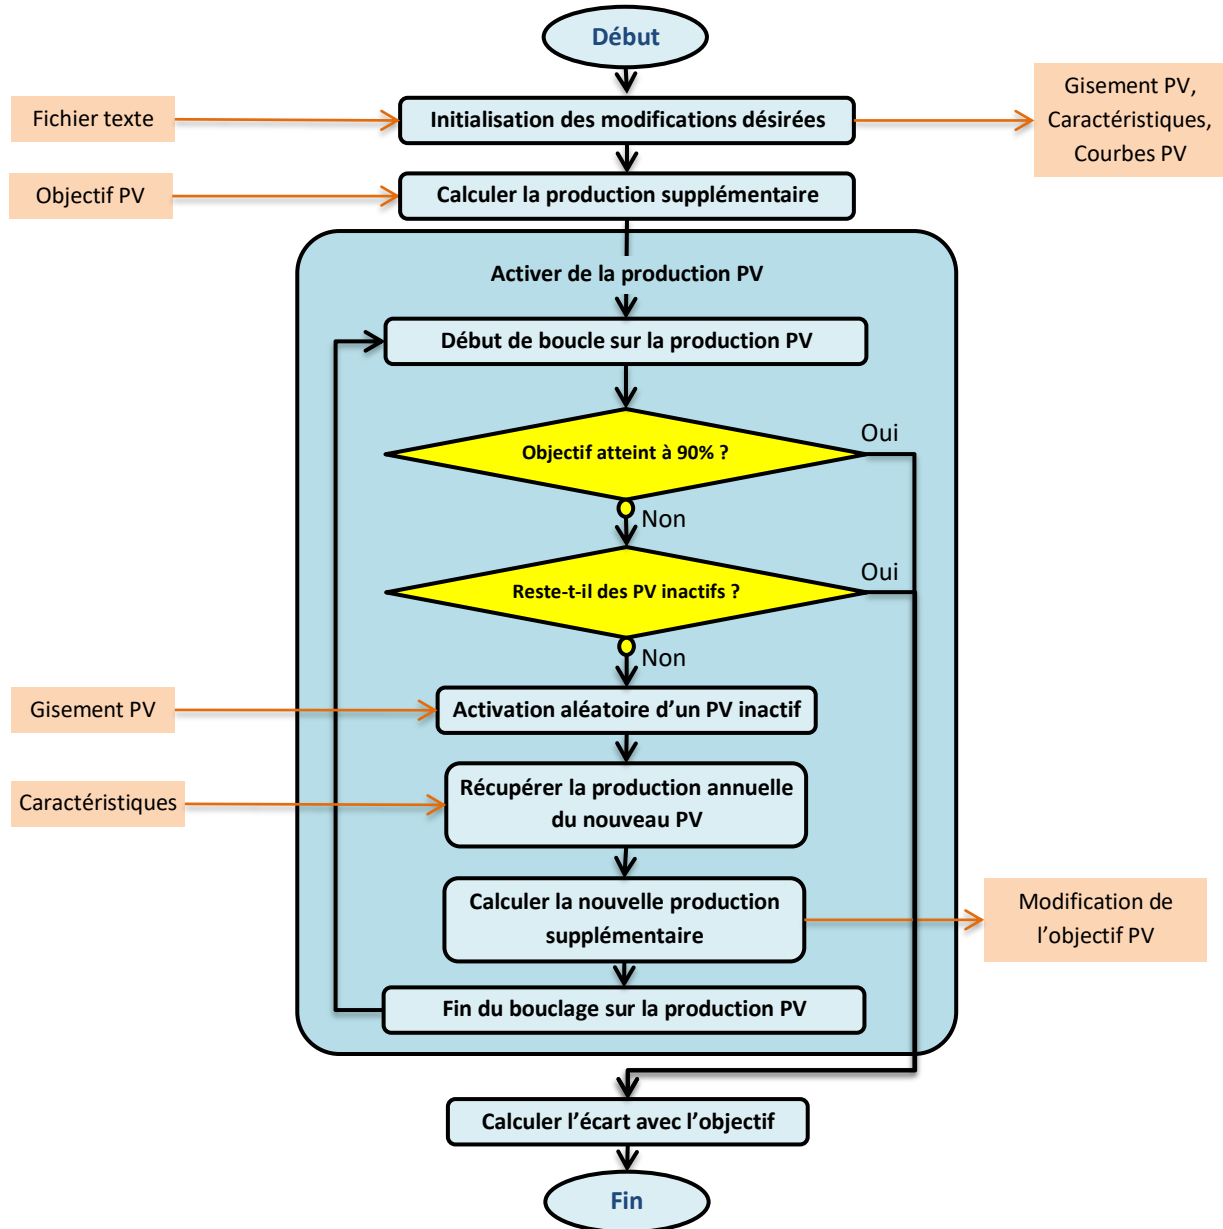 Début
Fichier texte
Initialisation des modifications désirées
Gisement PV,
Caractéristiques,
Courbes PV
Objectif PV
Calculer la production supplémentaire
Activer de la production PV
Début de boucle sur la production PV
Objectif atteint à 90% ?
Oui
Non
Reste-t-il des PV inactifs ?
Oui
Non
Gisement PV
Activation aléatoire d’un PV inactif
Caractéristiques
Récupérer la production annuelle
du nouveau PV
Calculer la nouvelle production
supplémentaire
Modification de
l’objectif PV
Fin du bouclage sur la production PV
Calculer l’écart avec l’objectif
Fin